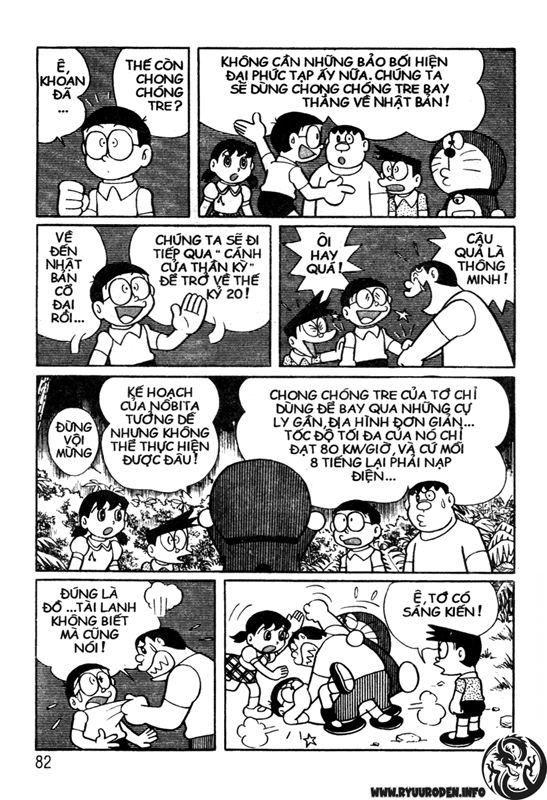 Ê,
KHOAN
ĐÃ
...
THẾ CÒN
CHONG
CHÓNG
TRE?
KHÔNG CẦN NHỮNG BẢO BỐI HIỆN
ĐẠI PHỨC TẠP ẤY NỮA. CHÚNG TA
SẼ DÙNG CHONG CHÓNG TRE BAY
THẲNG VỀ NHẬT BẢN!
VỀ
ĐẾN
NHẬT
BẢN
CỔ
ĐẠI
RỒI...
CHÚNG TA SẼ ĐI
TIẾP QUA "CÁNH
CỬA THẦN KỲ"
ĐỂ TRỞ VỀ THẾ
KỶ 20!
ÔI
HAY
QUÁ!
CẬU
QUẢ LÀ
THÔNG
MINH!
ĐỪNG
VỘI
MỪNG
KẾ HOẠCH
CỦA NÔBITA
TƯỞNG DỄ
NHƯNG KHÔNG
THỂ THỰC HIỆN
ĐƯỢC ĐÂU!
CHONG CHÓNG TRE CỦA TỚ CHỈ
DÙNG ĐỂ BAY QUA NHỮNG CỰ
LY GẦN, ĐỊA HÌNH ĐƠN GIẢN...
TỐC ĐỘ TỐI ĐA CỦA NÓ CHỈ
ĐẠT 80 KM/GIỜ, VÀ CỨ MỖI
8 TIẾNG LẠI PHẢI NẠP
ĐIỆN...
ĐÚNG LÀ
ĐỒ ...TÀI LANH
KHÔNG BIẾT
MÀ CŨNG
NÓI!
Ê, TỚ CÓ
SÁNG KIẾN!
82
WWW.RYUURODEN.INFO